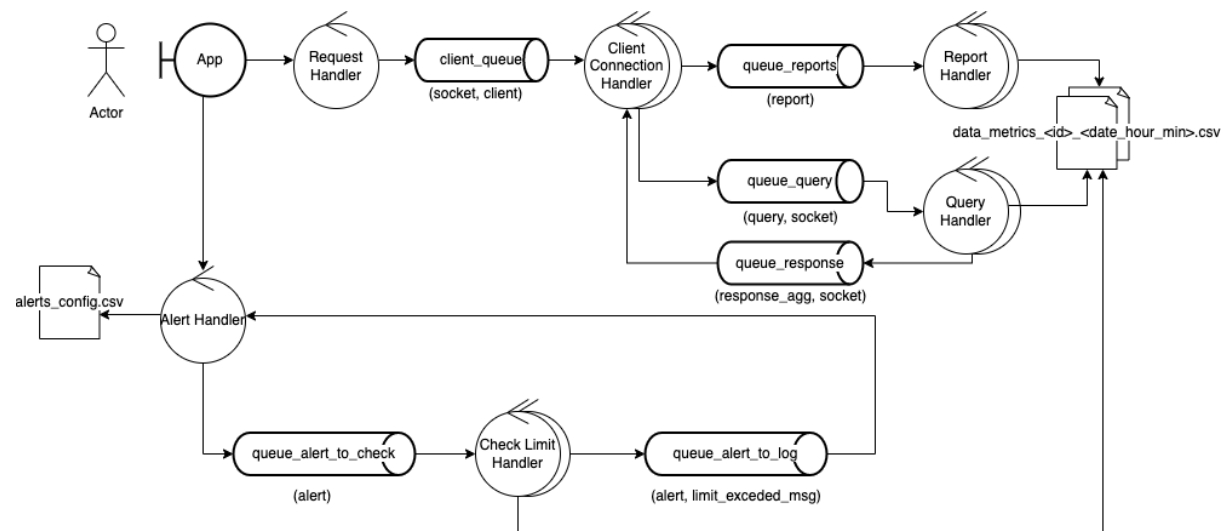 Actor
App
Request
Handler
client_queue
(socket, client)
Client
Connection
Handler
queue_reports
(report)
Report
Handler
data_metrics_<id>_<date_hour_min>.csv
queue_query
(query, socket)
Query
Handler
queue_response
(response_agg, socket)
alerts_config.csv
Alert Handler
queue_alert_to_check
(alert)
Check Limit
Handler
queue_alert_to_log
(alert, limit_exceded_msg)